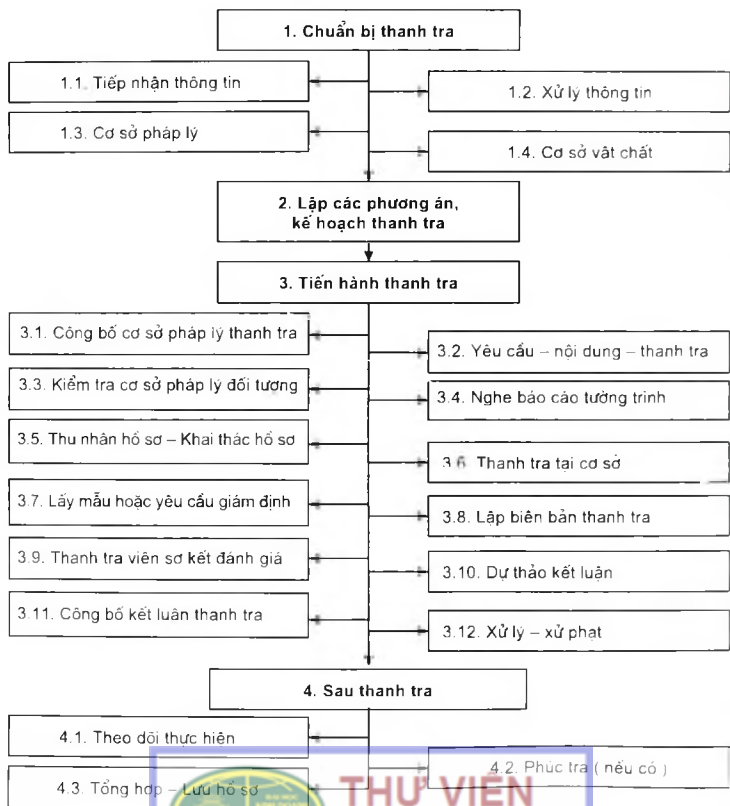 1. Chuẩn bị thanh tra
1.1. Tiếp nhận thông tin
1.2. Xử lý thông tin
1.3. Cơ sở pháp lý
1.4. Cơ sở vật chất
2. Lập các phương án,
kế hoạch thanh tra
3. Tiến hành thanh tra
3.1. Công bố cơ sở pháp lý thanh tra
3.2. Yêu cầu – nội dung – thanh tra
3.3. Kiểm tra cơ sở pháp lý đối tượng
3.4. Nghe báo cáo tường trình
3.5. Thu nhận hồ sơ – Khai thác hồ sơ
3.6. Thanh tra tại cơ sở
3.7. Lấy mẫu hoặc yêu cầu giám định
3.8. Lập biên bản thanh tra
3.9. Thanh tra viên sơ kết đánh giá
3.10. Dự thảo kết luận
3.11. Công bố kết luận thanh tra
3.12. Xử lý – xử phạt
4. Sau thanh tra
4.1. Theo dõi thực hiện
4.2. Phúc tra ( nếu có )
4.3. Tổng hợp – Lưu hồ sơ
THƯ VIỆN